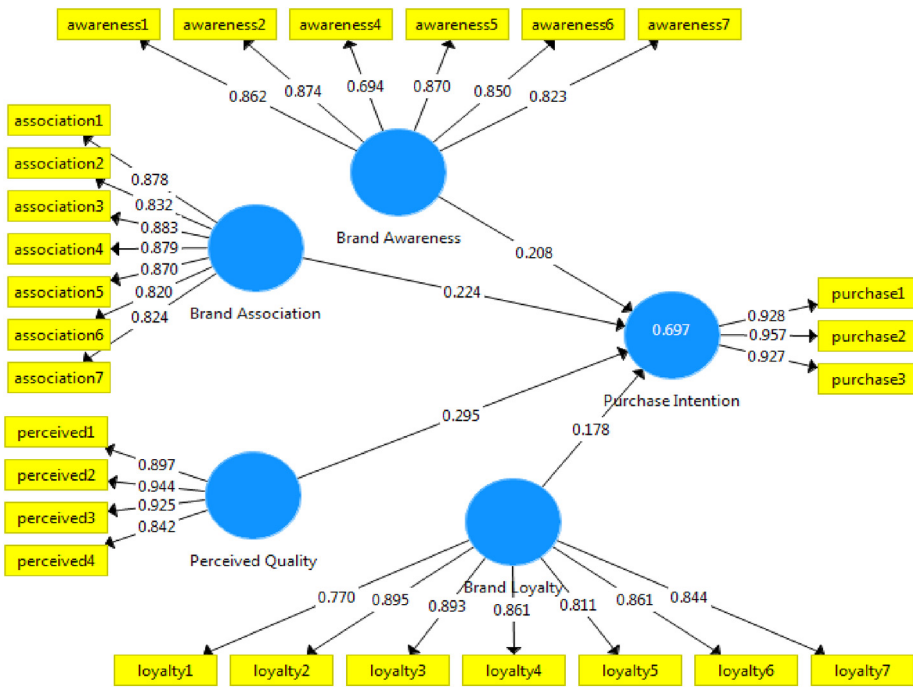 awareness1 awareness2 awareness4 awareness5 awareness6 awareness7
0.862 0.874 0.694 0.870 0.850 0.823
association1
association2
association3
association4
association5
association6
association7
0.878
0.832
0.883
0.879
0.870
0.820
0.824
Brand Awareness
Brand Association
0.208
0.224
0.697
Purchase Intention
0.928
0.957
0.927
purchase1
purchase2
purchase3
perceived1
perceived2
perceived3
perceived4
0.897
0.944
0.925
0.842
Perceived Quality
0.295
0.178
Brand Loyalty
0.770 0.895 0.893 0.861 0.811 0.861 0.844
loyalty1 loyalty2 loyalty3 loyalty4 loyalty5 loyalty6 loyalty7